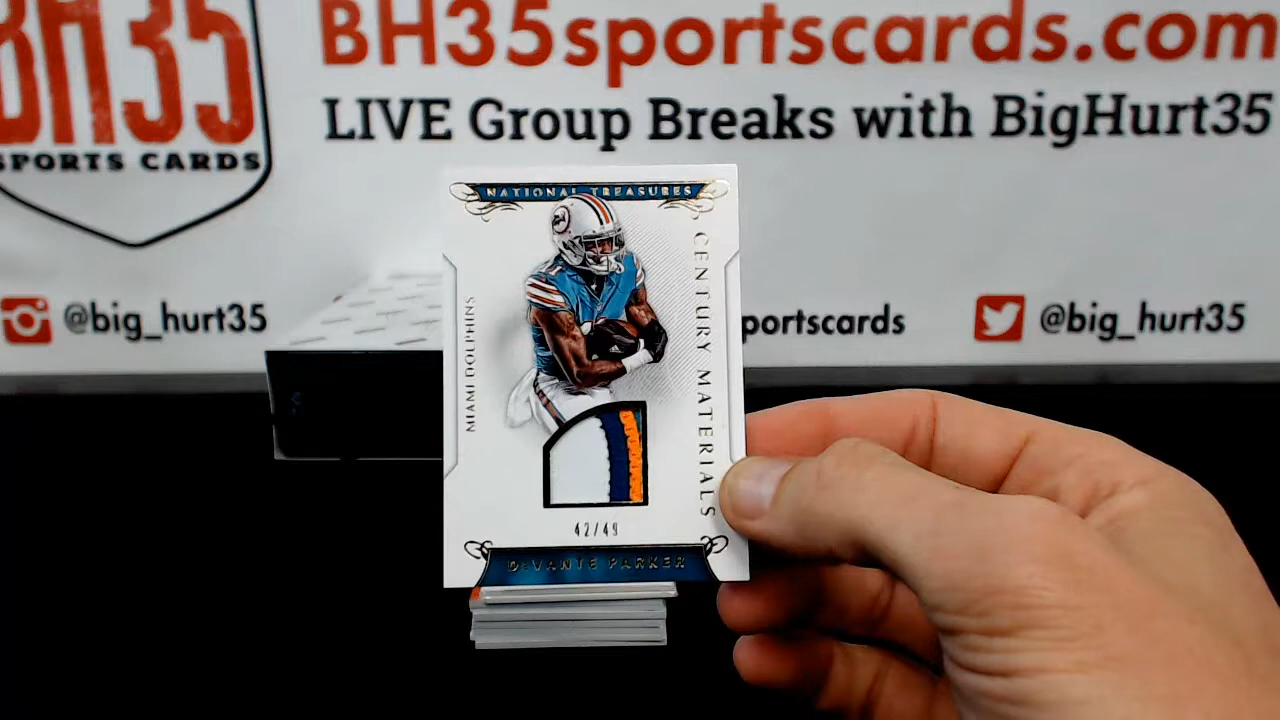 BH35
SPORTS CARDS
BH35sportscards.com
LIVE Group Breaks with BigHurt35
@big_hurt35
portscards
@big_hurt35
NATIONAL TREASURES
MIAMI DOLPHINS
CENTURY MATERIALS
42/49
DeVANTE PARKER